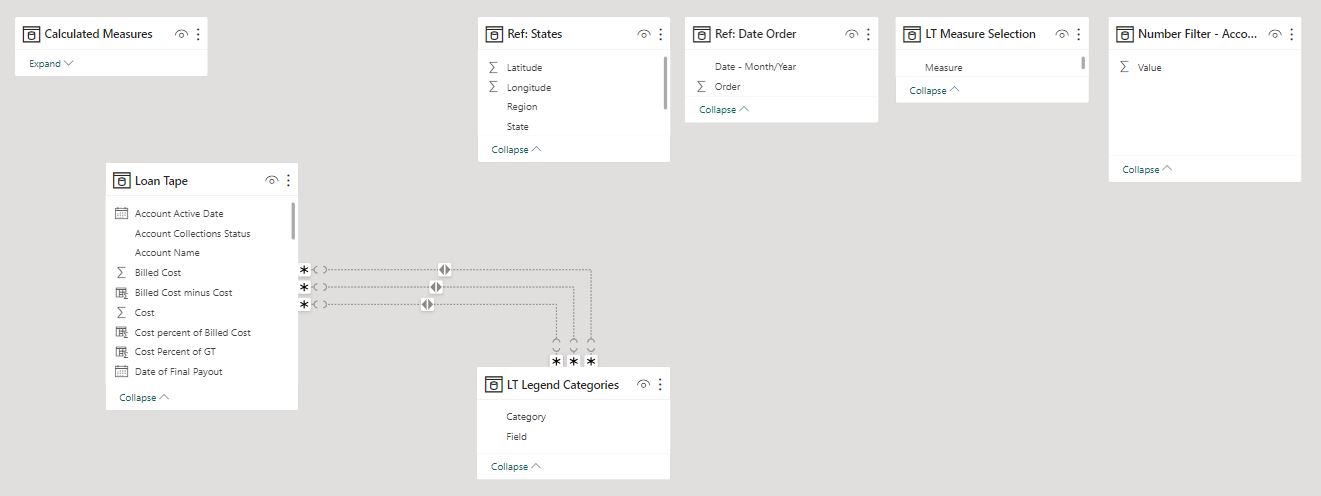 Calculated Measures
Expand
Ref: States
Latitude
Longitude
Region
State
Collapse
Ref: Date Order
Date - Month/Year
Order
Collapse
LT Measure Selection
Measure
Collapse
Number Filter - Acco...
Value
Collapse
Loan Tape
Account Active Date
Account Collections Status
Account Name
Billed Cost
Billed Cost minus Cost
Cost
Cost percent of Billed Cost
Cost Percent of GT
Date of Final Payout
Collapse
LT Legend Categories
Category
Field
Collapse